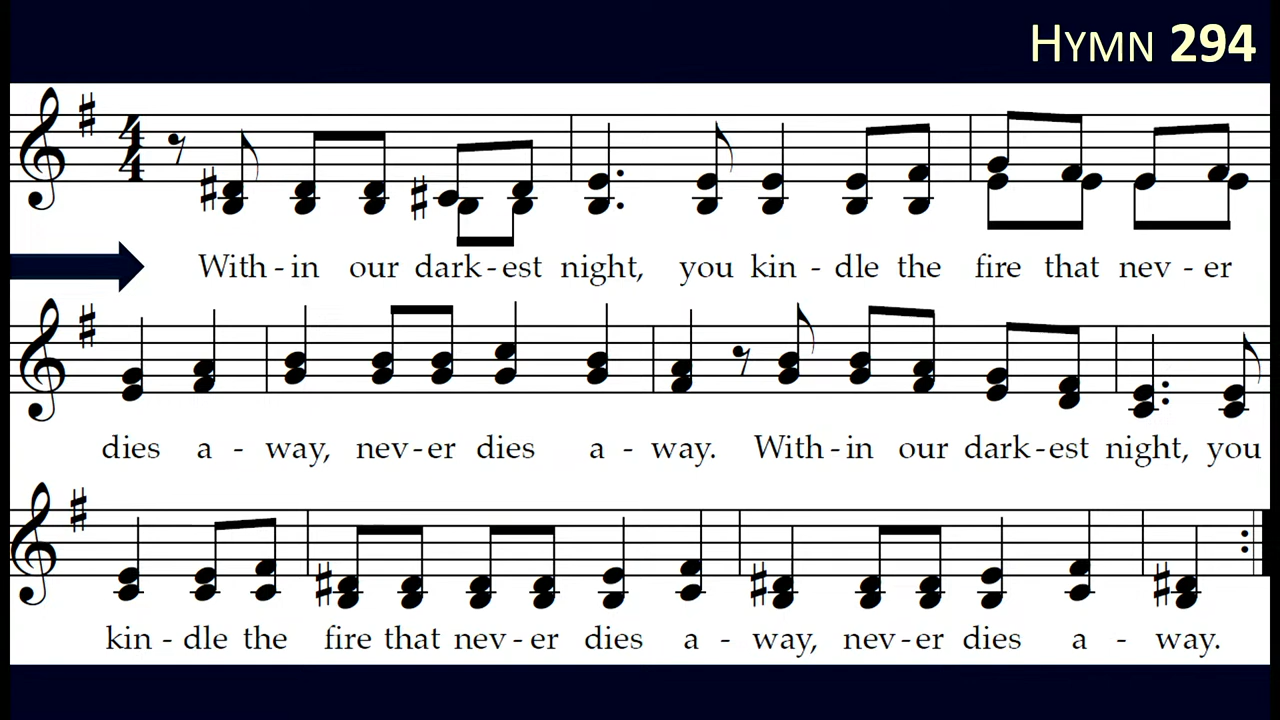 HYMN 294
4
4
With - in our dark - est night, you kin - dle the fire that nev - er
dies a - way, nev - er dies a - way. With - in our dark - est night, you
kin - dle the fire that nev - er dies a - way, nev - er dies a - way.